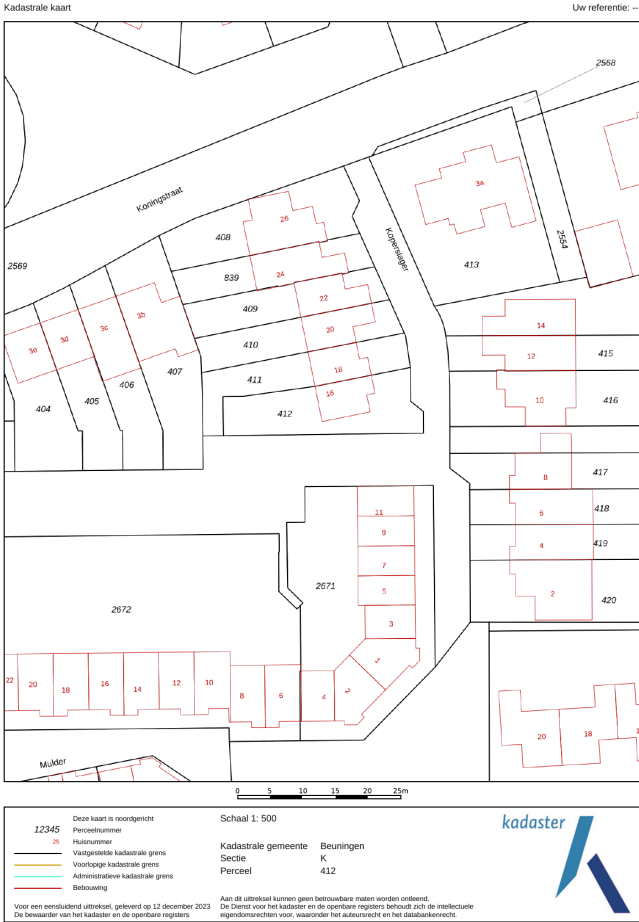 Kadastrale kaart
Uw referentie: --
2568
3a
Koningstraat
26
408
Koperslager
2554
2569
24
839
413
22
409
3b
3c
3d
3e
20
410
14
12
415
407
18
411
406
405
404
16
412
10
416
8
417
11
6
418
9
4
419
7
5
2671
2
420
2672
3
1
22
20
18
16
14
12
10
8
6
4
2
20
18
1
Mulder
0 5 10 15 20 25m
Deze kaart is noordgericht
12345 Perceelnummer
25 Huisnummer
Vastgestelde kadastrale grens
Voorlopige kadastrale grens
Administratieve kadastrale grens
Bebouwing
Voor een eensluidend uittreksel, geleverd op 12 december 2023
De bewaarder van het kadaster en de openbare registers
Schaal 1: 500
Kadastrale gemeente Beuningen
Sectie K
Perceel 412
Aan dit uittreksel kunnen geen betrouwbare maten worden ontleend.
De Dienst voor het kadaster en de openbare registers behoudt zich de intellectuele
eigendomsrechten voor, waaronder het auteursrecht en het databankenrecht.
kadaster